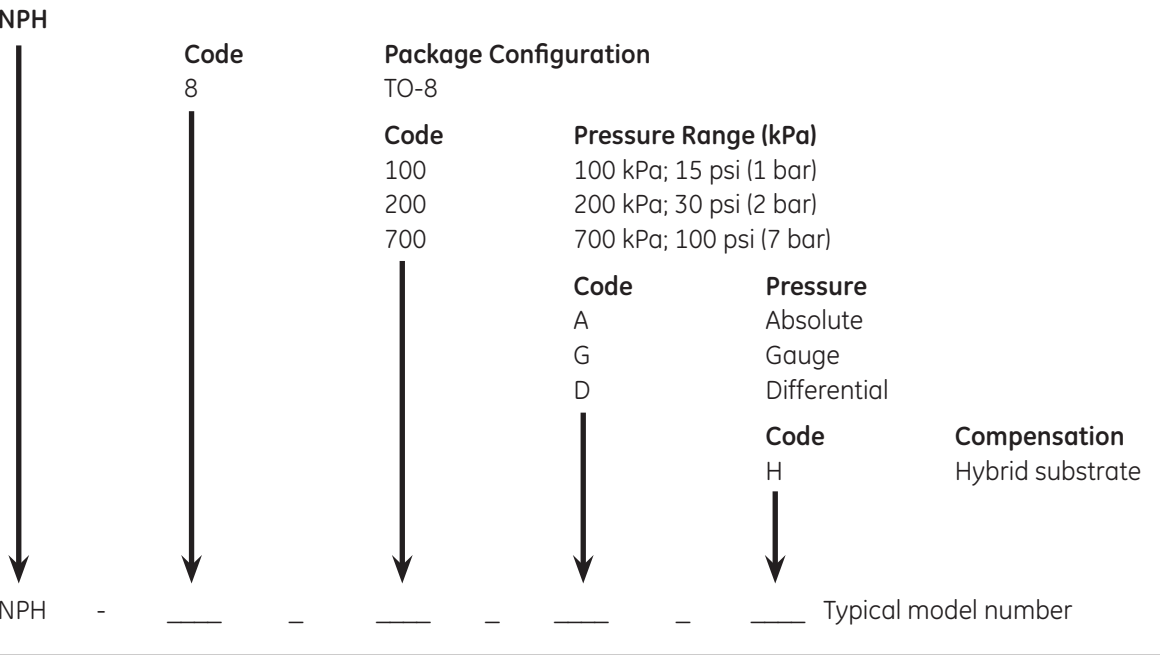 NPH
Code Package Configuration
8 TO-8
Code Pressure Range (kPa)
100 100 kPa; 15 psi (1 bar)
200 200 kPa; 30 psi (2 bar)
700 700 kPa; 100 psi (7 bar)
Code Pressure
A Absolute
G Gauge
D Differential
Code Compensation
H Hybrid substrate
NPH - ____ _ ____ _ ____ _ ____ Typical model number